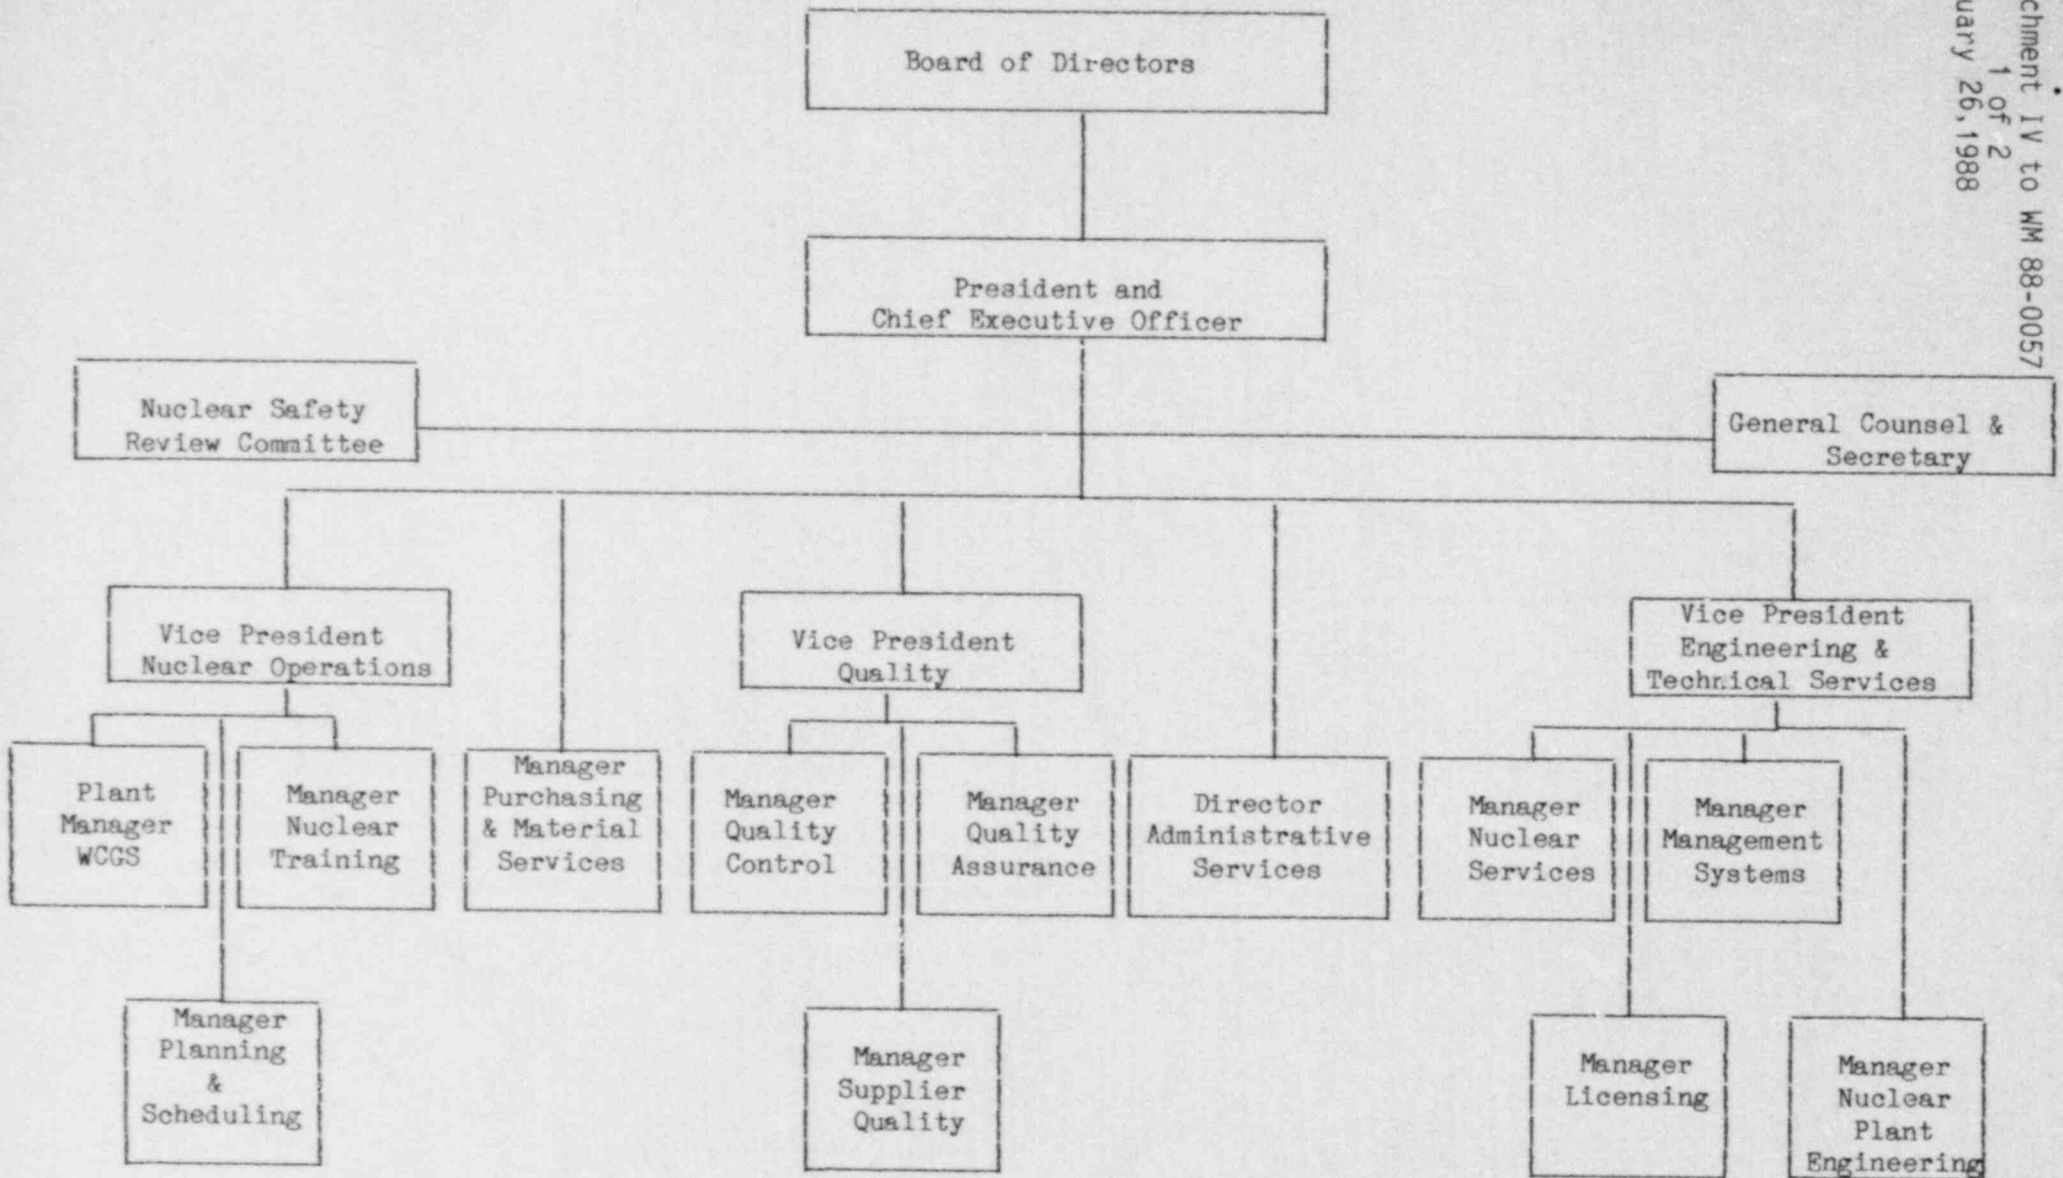 chment IV to WM 88-0057
1 of 2
uary 26,1988
Board of Directors
President and
Chief Executive Officer
Nuclear Safety
Review Committee
General Counsel &
Secretary
Vice President
Nuclear Operations
Vice President
Quality
Vice President
Engineering &
Technical Services
Plant
Manager
WCGS
Manager
Nuclear
Training
Manager
Purchasing
& Material
Services
Manager
Quality
Control
Manager
Quality
Assurance
Director
Administrative
Services
Manager
Nuclear
Services
Manager
Management
Systems
Manager
Planning
&
Scheduling
Manager
Supplier
Quality
Manager
Licensing
Manager
Nuclear
Plant
Engineering